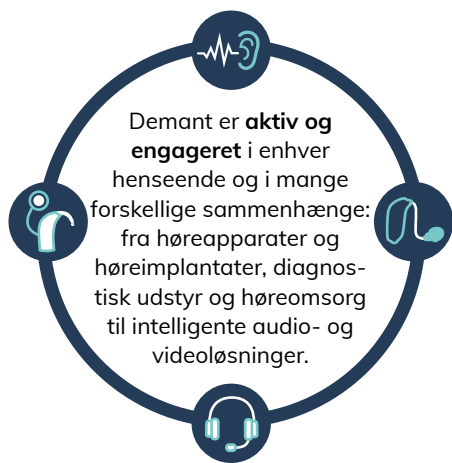 Demant er aktiv og
engageret i enhver
henseende og i mange
forskellige sammenhænge:
fra høreapparater og
høreimplantater, diagnos-
tisk udstyr og høreomsorg
til intelligente audio- og
videoløsninger.